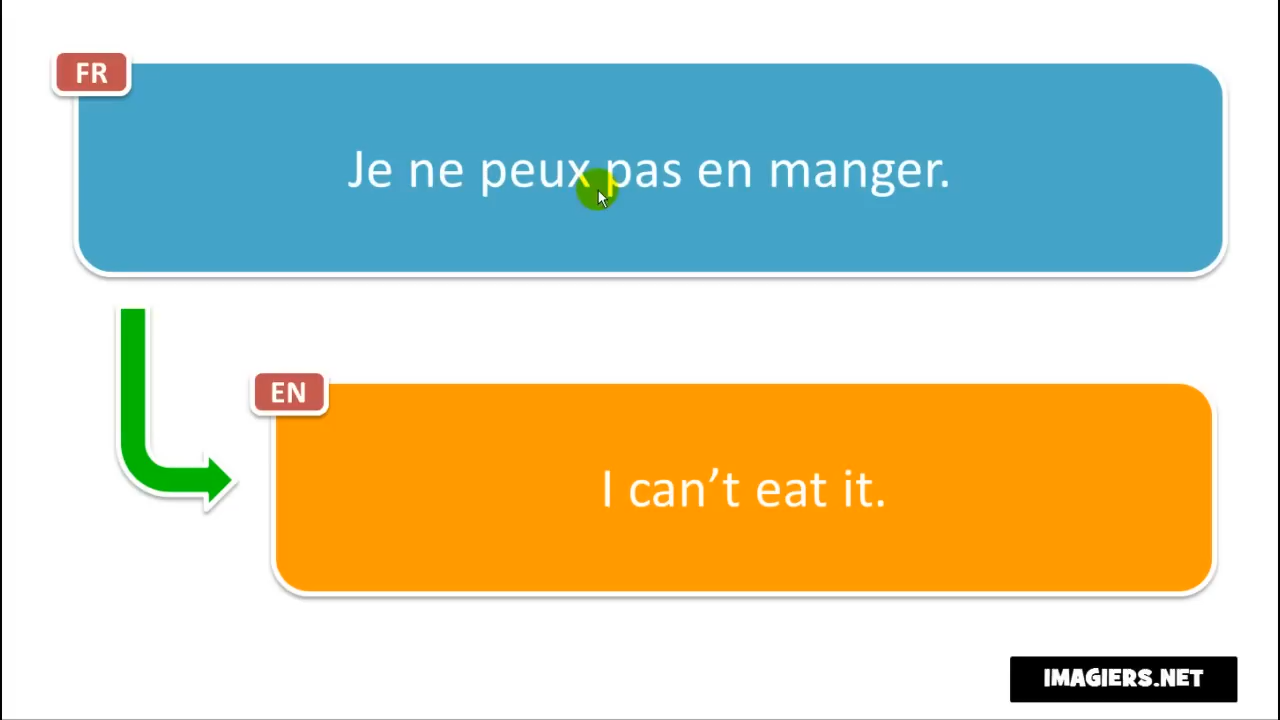 FR
Je ne peux pas en manger.
EN
I can’t eat it.
IMAGIERS.NET